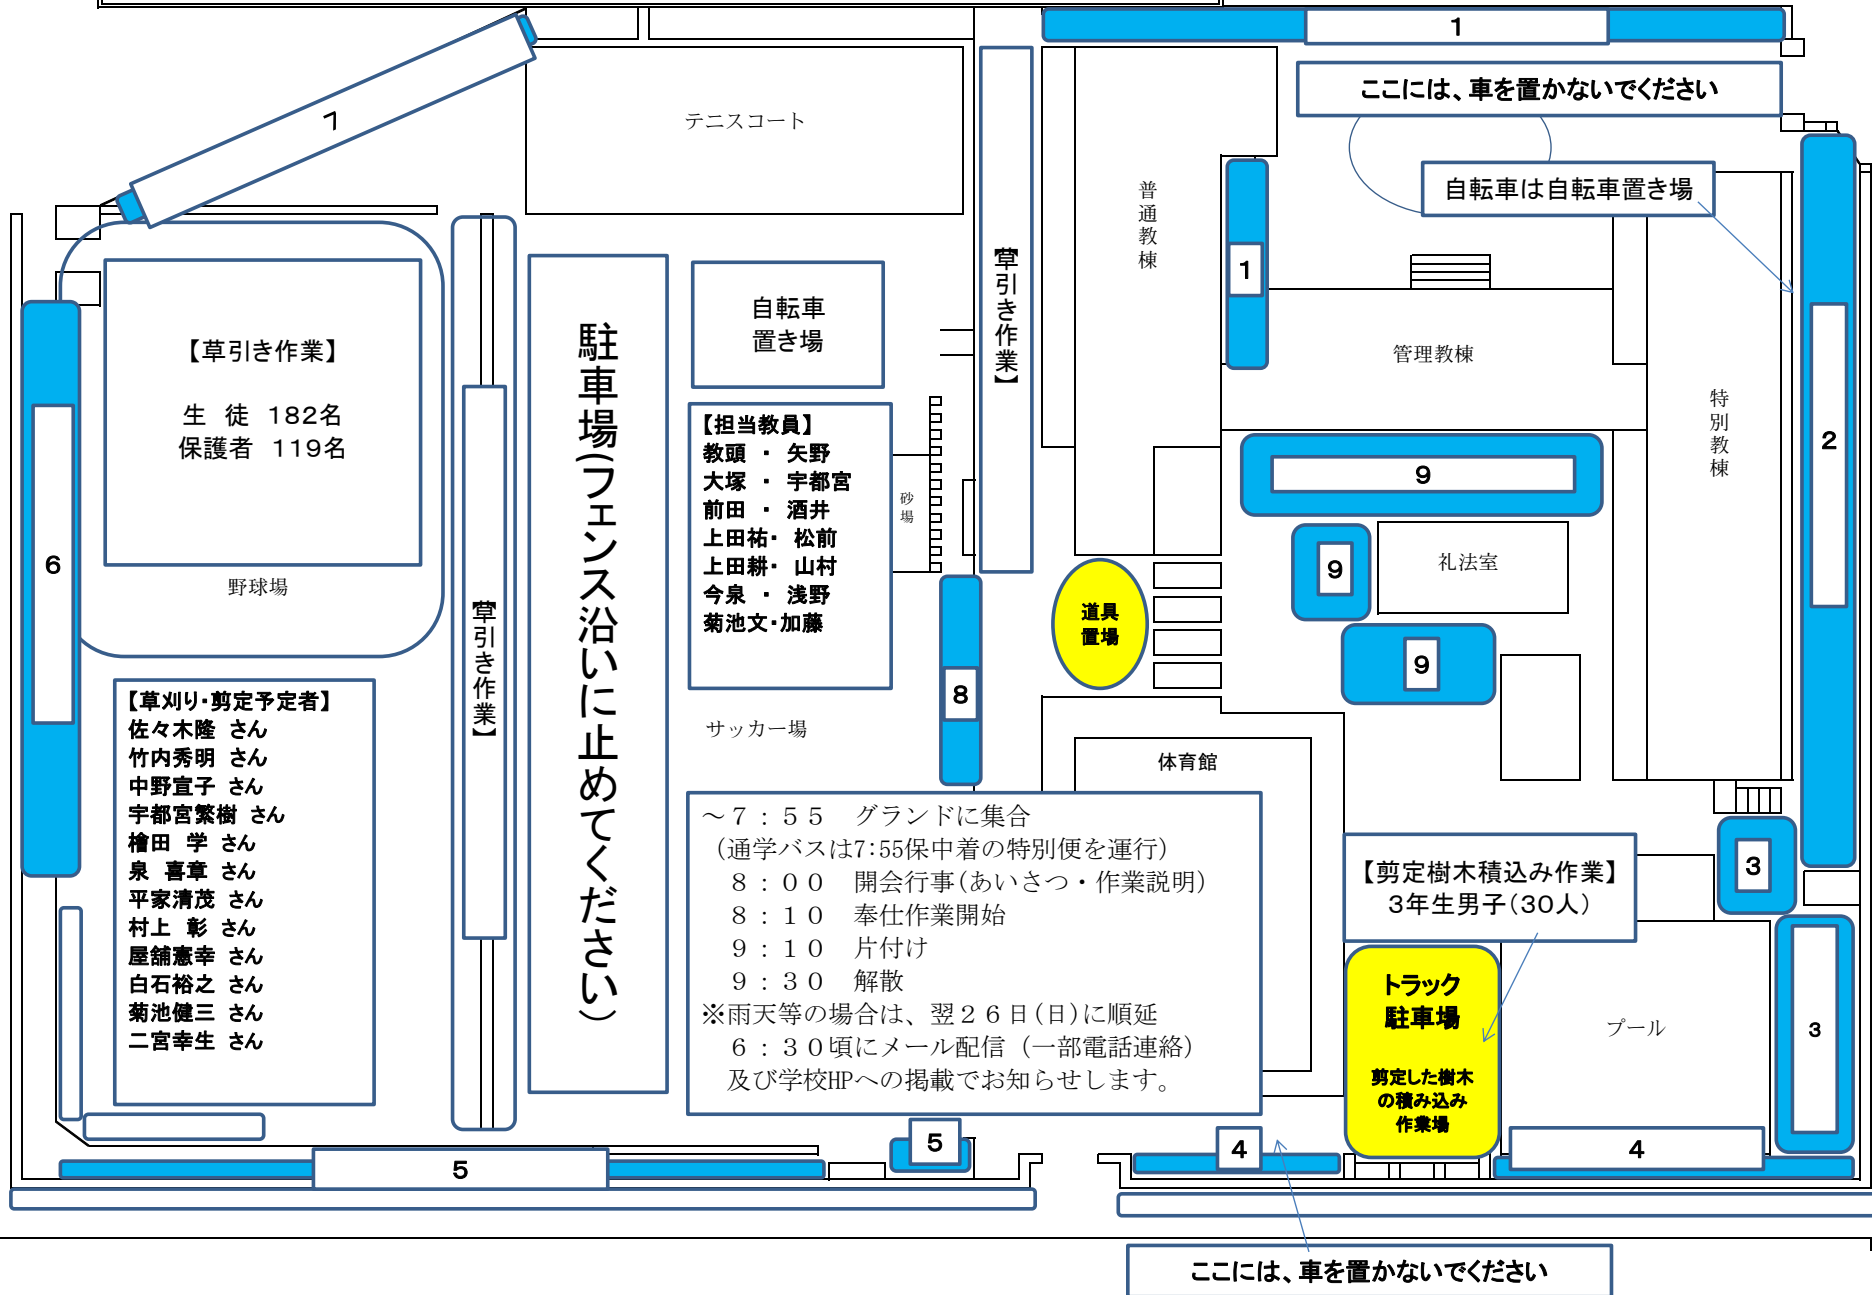 1
ここには、車を置かないでください
7
テニスコート
自転車は自転車置き場
普通教棟
1
【草引き作業】
自転車
置き場
【草引き作業】
生　徒　182名
保護者　119名
野球場
6
駐車場(フェンス沿いに止めてください)
【草引き作業】
管理教棟
特別教棟
2
【担当教員】
教頭 ・ 矢野
大塚 ・ 宇都宮
前田 ・ 酒井
上田祐・ 松前
上田耕・ 山村
今泉 ・ 浅野
菊池文・加藤
砂場
9
9
礼法室
9
道具
置場
8
サッカー場
体育館
【草刈り・剪定予定者】
佐々木隆 さん
竹内秀明 さん
中野宣子 さん
宇都宮繁樹 さん
檜田 学 さん
泉 喜章 さん
平家清茂 さん
村上 彰 さん
屋舗憲幸 さん
白石裕之 さん
菊池健三 さん
二宮幸生 さん
～７：５５　グランドに集合
（通学バスは7:55保中着の特別便を運行）
８：００　開会行事(あいさつ・作業説明)
８：１０　奉仕作業開始
９：１０　片付け
９：３０　解散
※雨天等の場合は、翌２６日(日)に順延
６：３０頃にメール配信（一部電話連絡）
及び学校HPへの掲載でお知らせします。
【剪定樹木積込み作業】
3年生男子(30人)
3
トラック
駐車場
剪定した樹木
の積み込み
作業場
プール
3
5
5
4
4
ここには、車を置かないでください